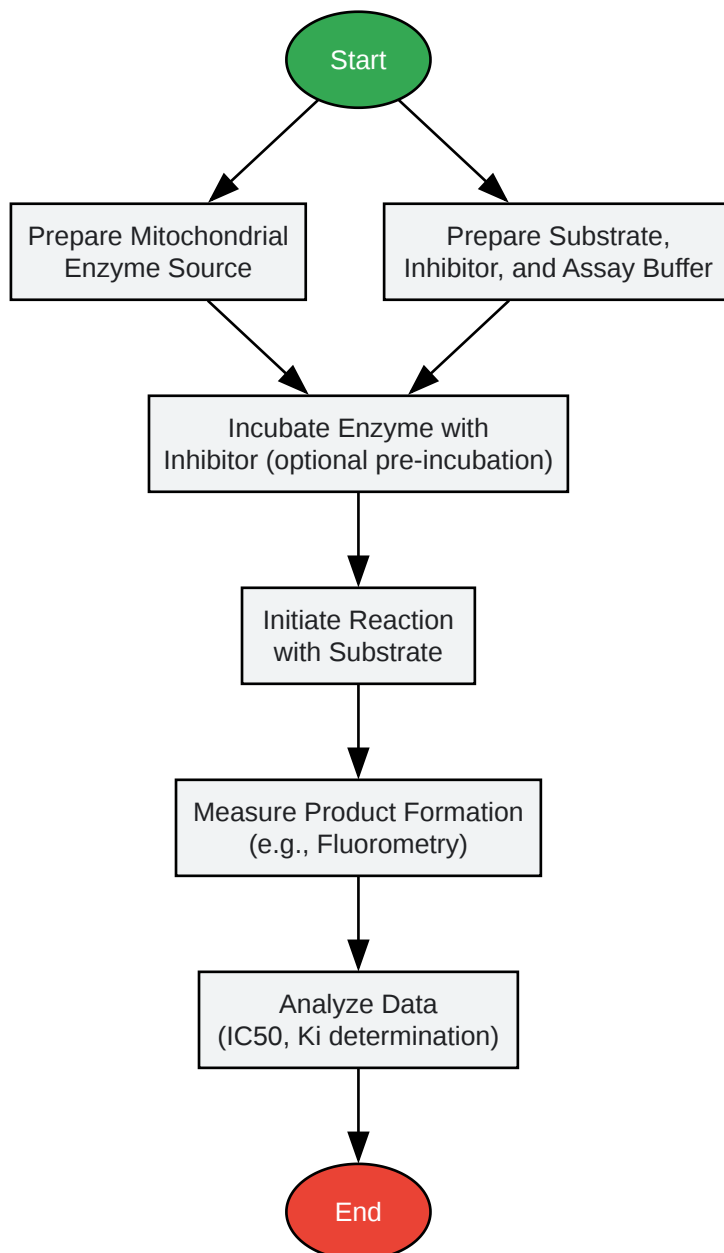 Start
Prepare Mitochondrial
Enzyme Source
Prepare Substrate,
Inhibitor, and Assay Buffer
Incubate Enzyme with
Inhibitor (optional pre-incubation)
Initiate Reaction
with Substrate
Measure Product Formation
(e.g., Fluorometry)
Analyze Data
(IC50, Ki determination)
End